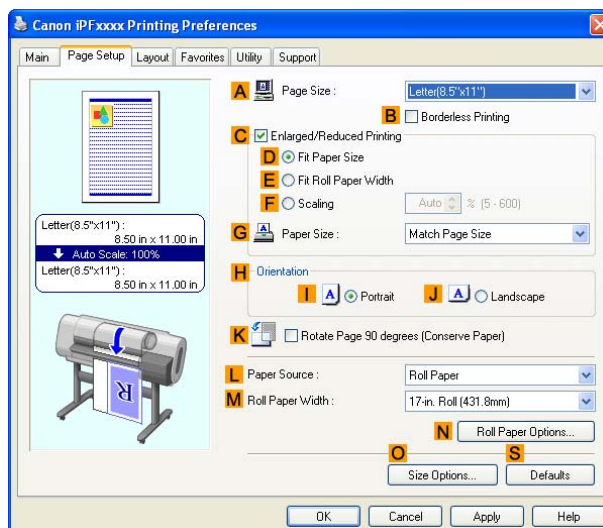 Canon iPFxxxx Printing Preferences
Main Page Setup Layout Favorites Utility Support
A Page Size : Letter(8.5"x11")
B Borderless Printing
C Enlarged/Reduced Printing
D Fit Paper Size
E Fit Roll Paper Width
F Scaling Auto % (5 - 600)
G Paper Size : Match Page Size
Letter(8.5"x11") :
8.50 in x 11.00 in
Auto Scale: 100%
Letter(8.5"x11") :
8.50 in x 11.00 in
H Orientation
I A Portrait J A Landscape
K Rotate Page 90 degrees (Conserve Paper)
R
L Paper Source : Roll Paper
M Roll Paper Width : 17-in. Roll (431.8mm)
N Roll Paper Options...
O S
Size Options... Defaults
OK Cancel Apply Help